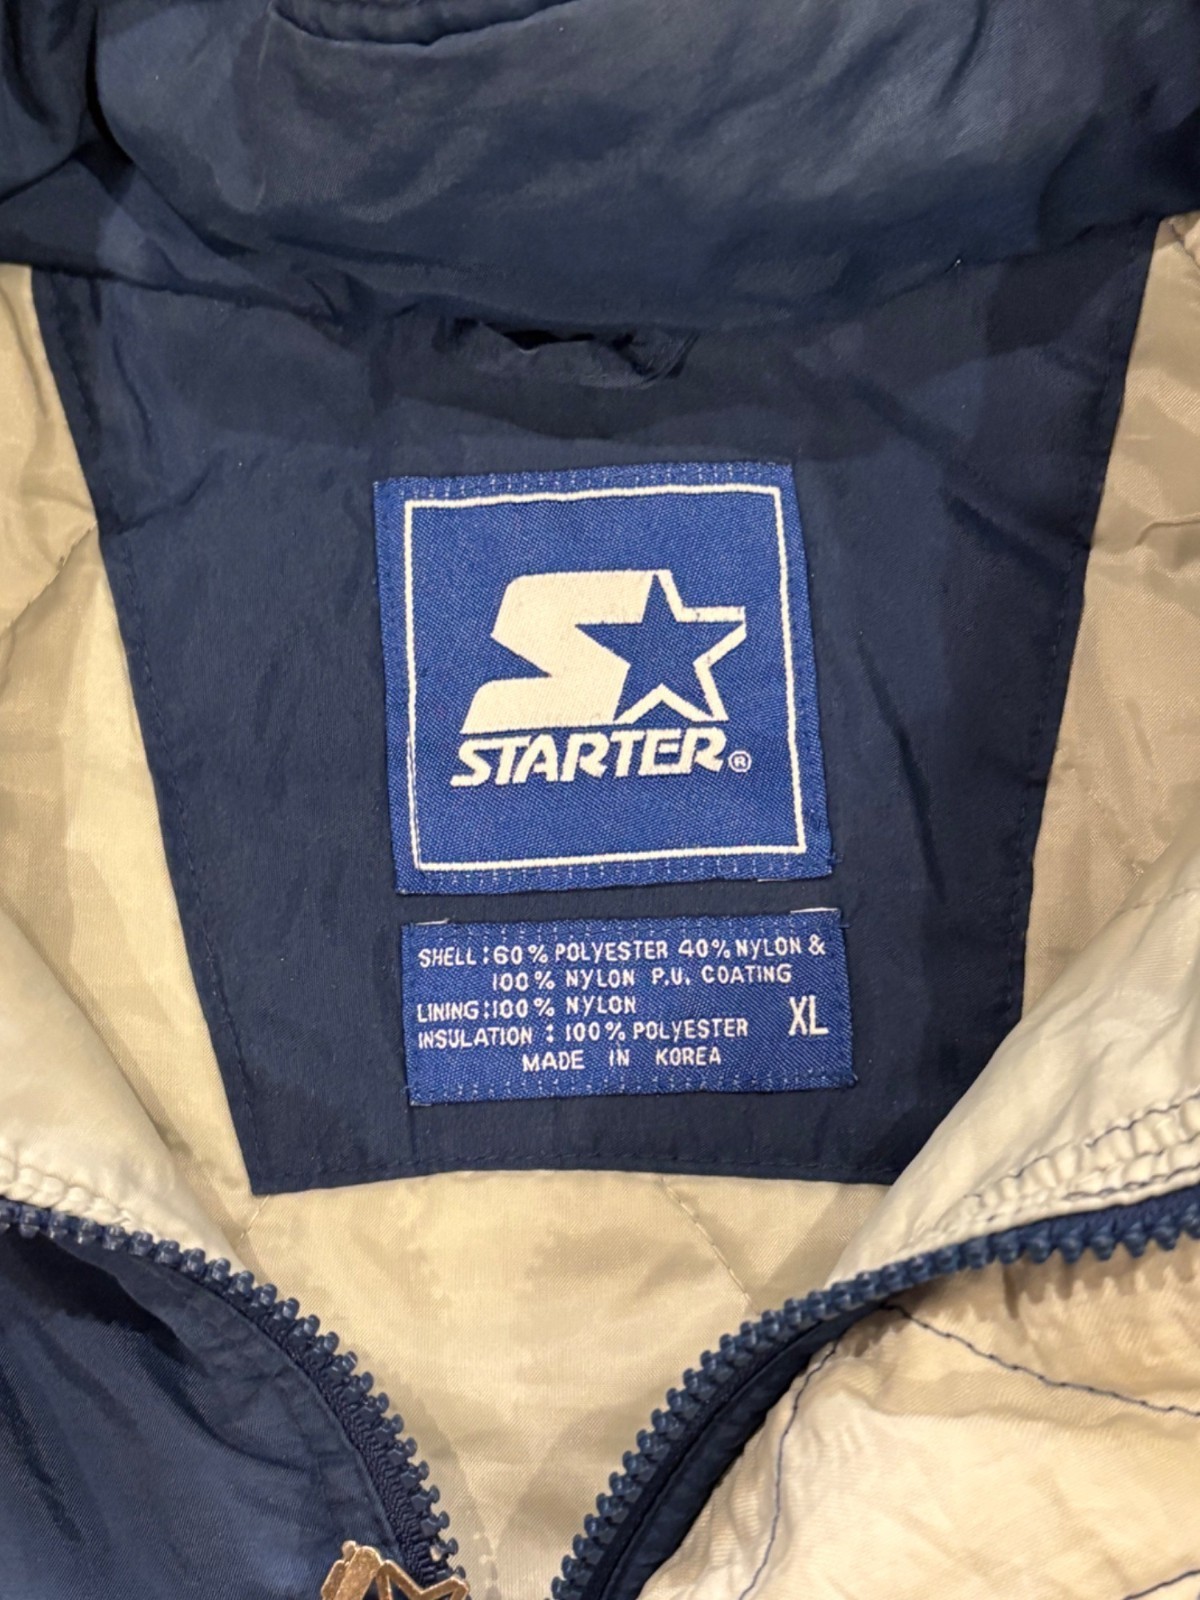 STARTER®
SHELL:60% POLYESTER 40% NYLON &
100% NYLON P.U. COATING
LINING:100% NYLON
INSULATION : 100% POLYESTER
XL
MADE IN KOREA